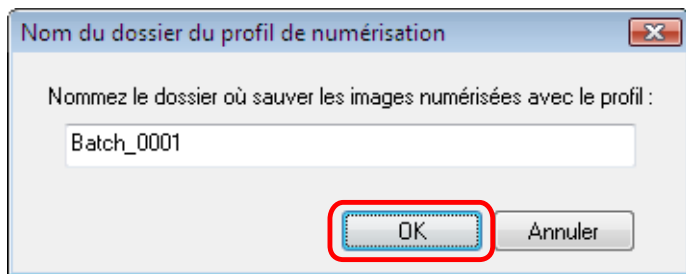 Nom du dossier du profil de numérisation
Nommez le dossier où sauver les images numérisées avec le profil :
Batch_0001
OK Annuler